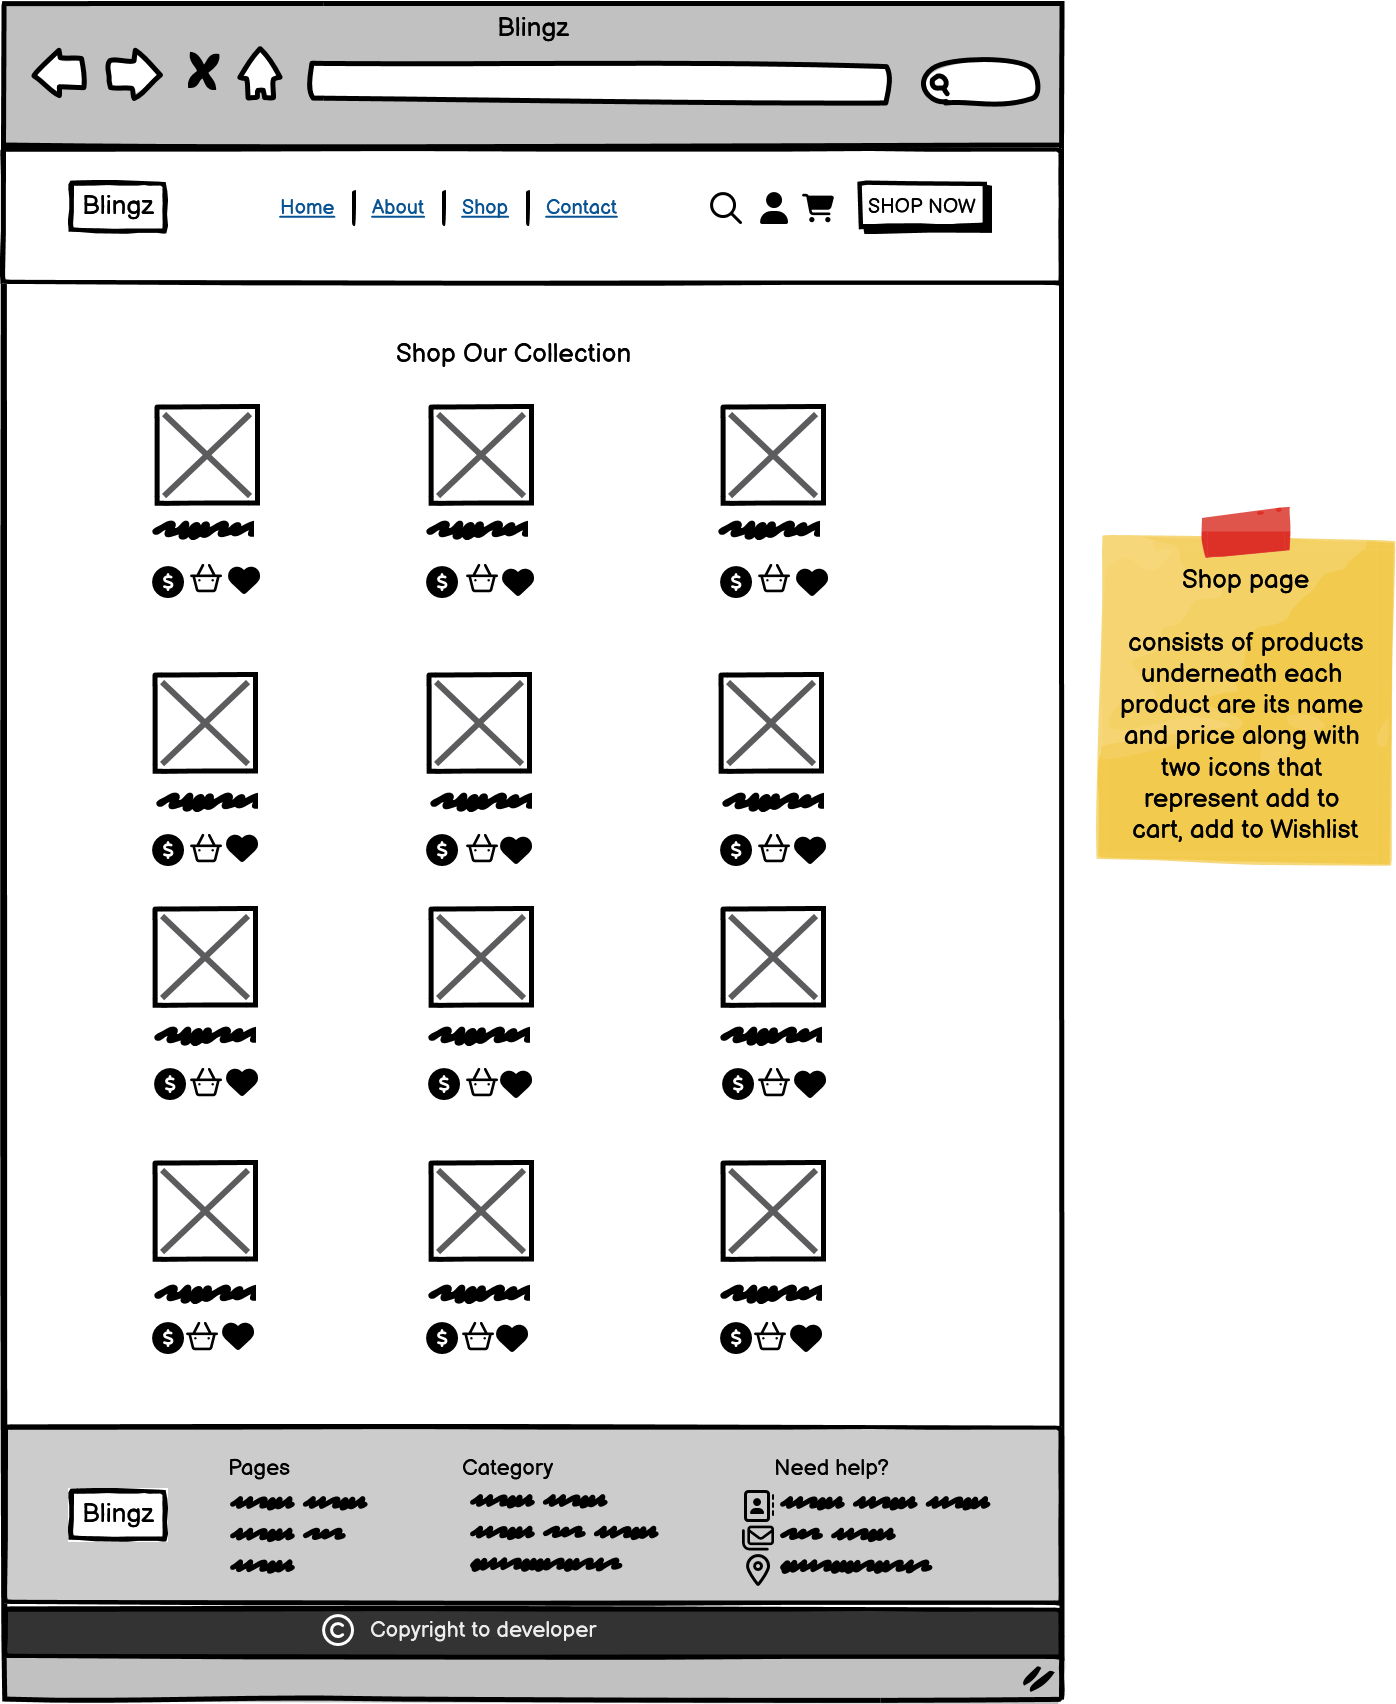 Blingz
Blingz
Home
About
Shop
Contact
SHOP NOW
Shop Our Collection
$
$
$
$
$
$
$
$
$
$
$
$
Shop page
consists of products
underneath each
product are its name
and price along with
two icons that
represent add to
cart, add to Wishlist
Blingz
Pages
Category
Need help?
© Copyright to developer